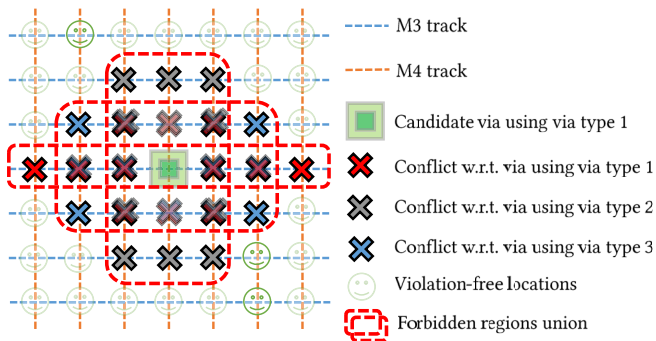 M3 track
M4 track
Candidate via using via type 1
Conflict w.r.t. via using via type 1
Conflict w.r.t. via using via type 2
Conflict w.r.t. via using via type 3
Violation-free locations
Forbidden regions union